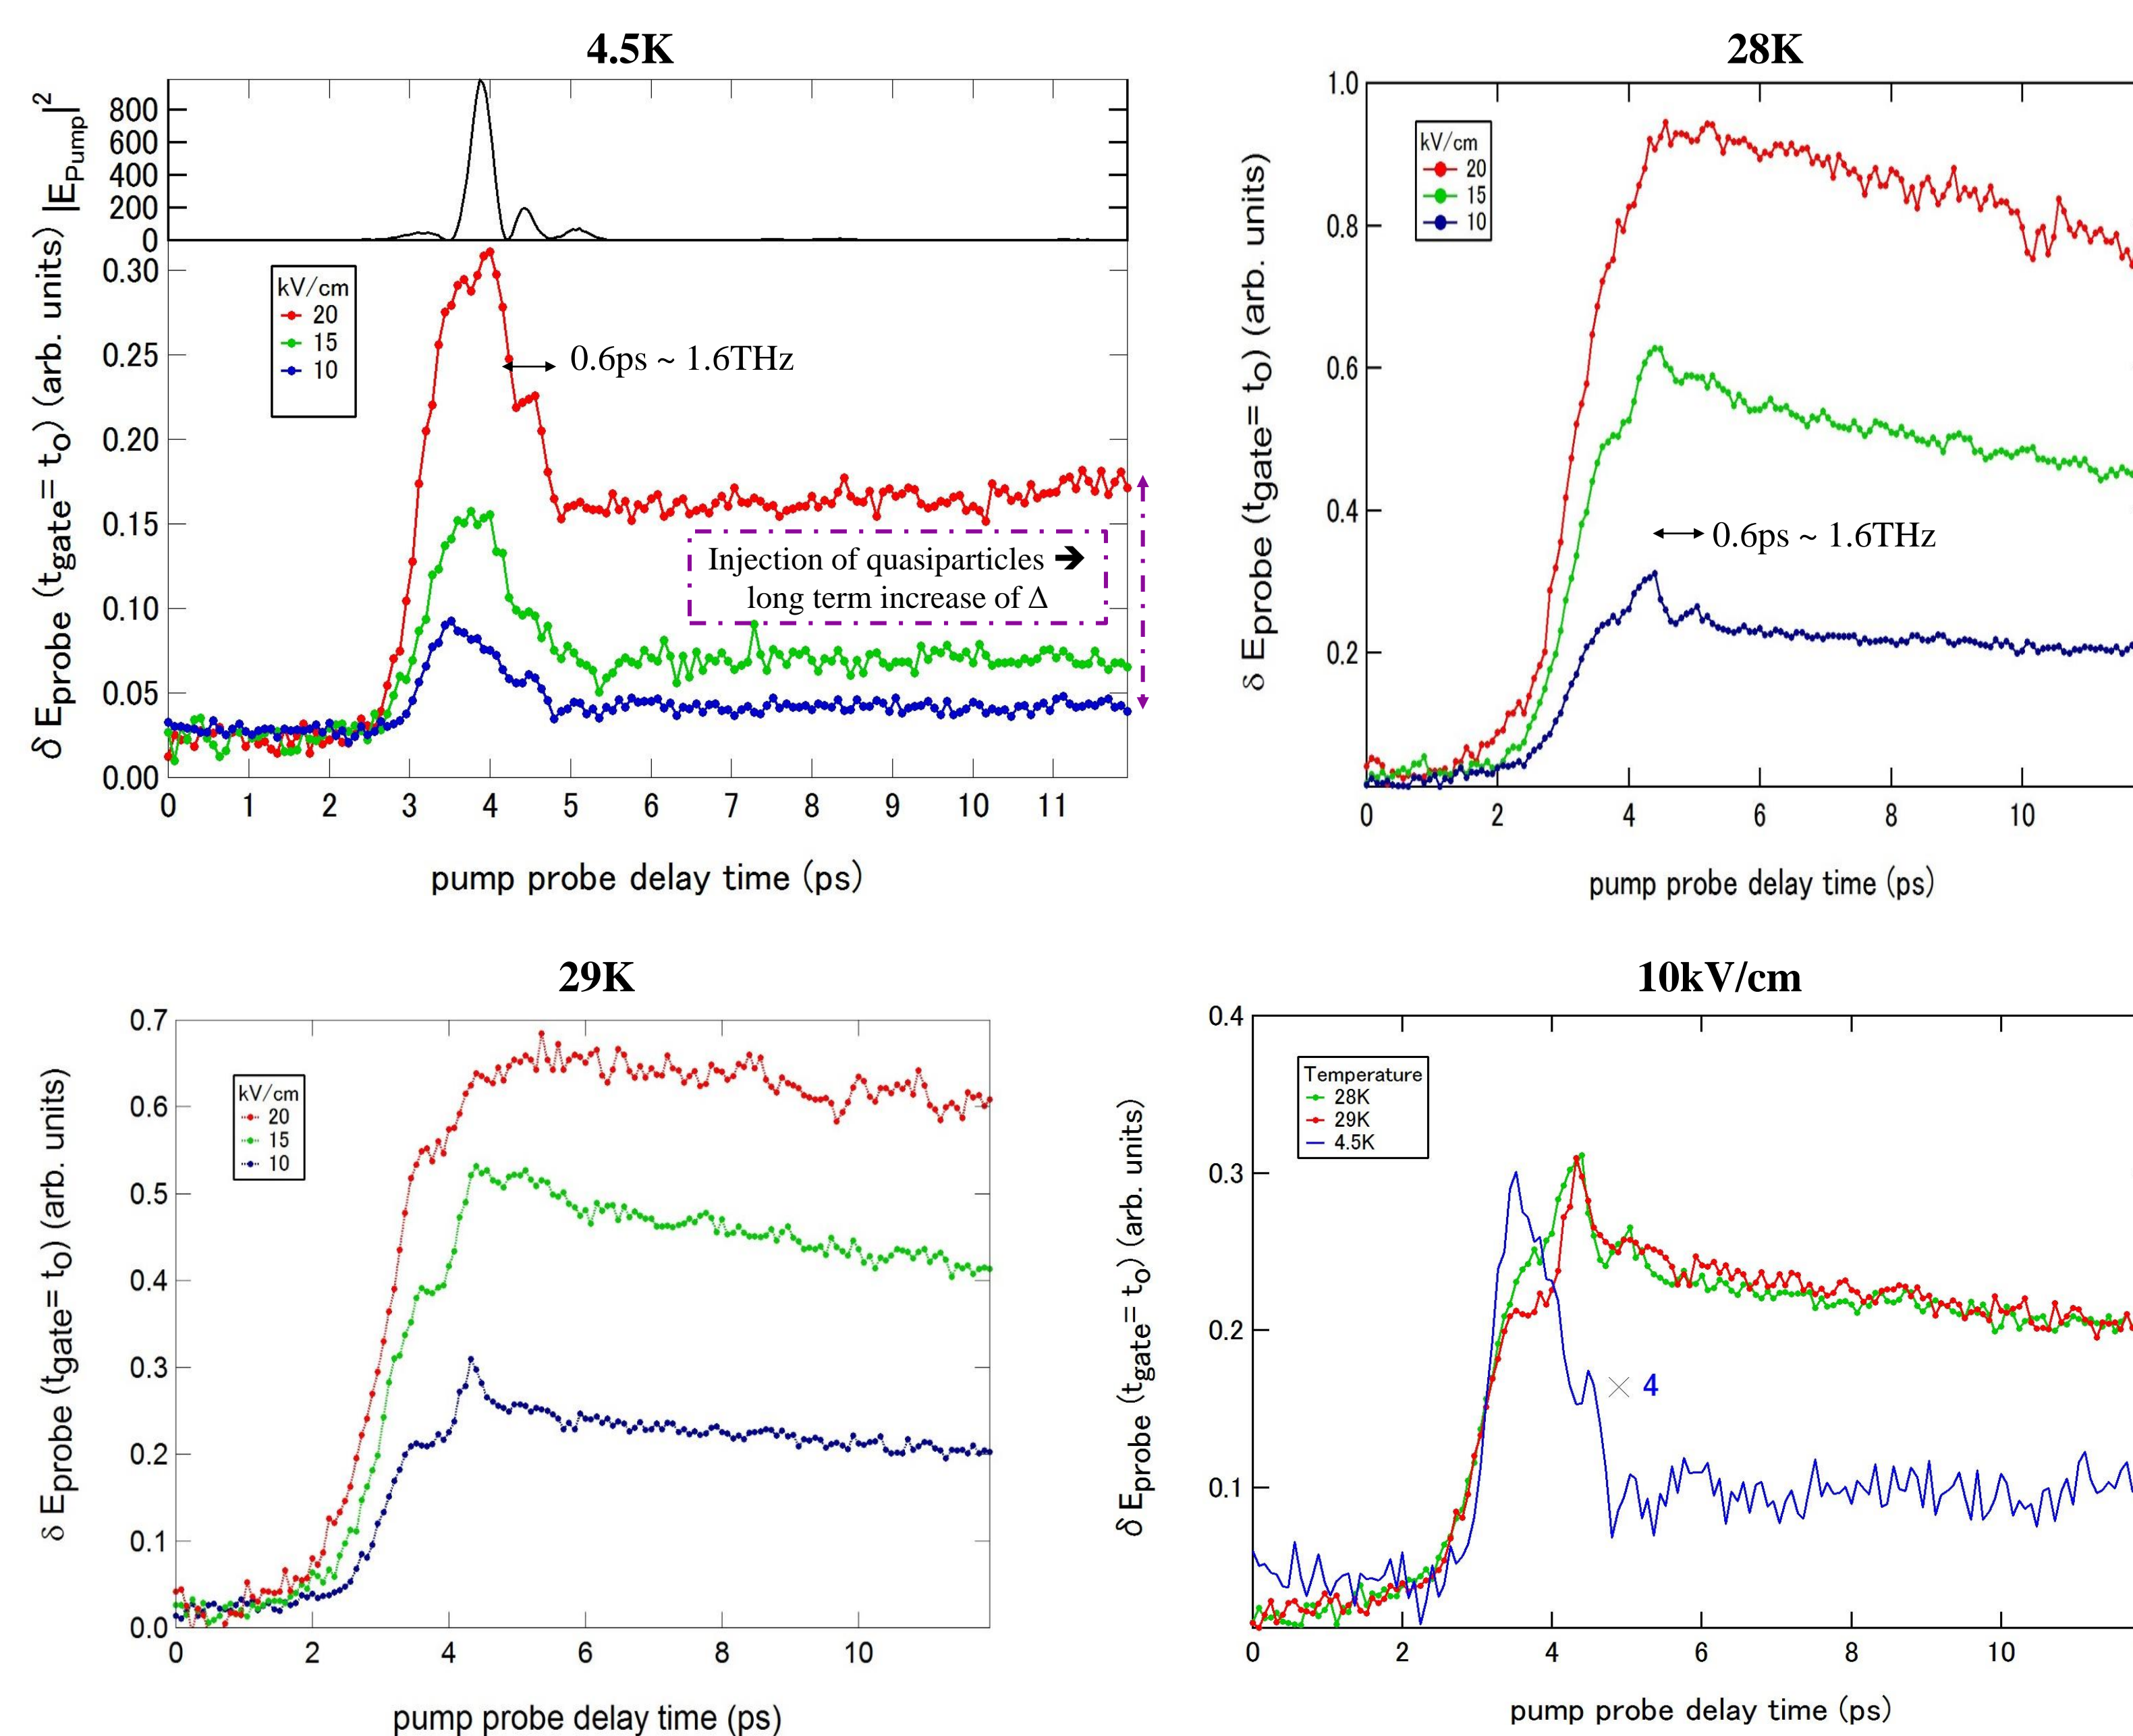 4.5K
|E_Pump|^2
800
600
400
200
0
δ E_probe (t_gate= t_o) (arb. units)
0.30
0.25
0.20
0.15
0.10
0.05
0.00
kV/cm
20
15
10
0.6ps ~ 1.6THz
Injection of quasiparticles ➔
long term increase of Δ
0 1 2 3 4 5 6 7 8 9 10 11
pump probe delay time (ps)
28K
δ E_probe (t_gate= t_o) (arb. units)
1.0
0.8
0.6
0.4
0.2
kV/cm
20
15
10
0.6ps ~ 1.6THz
0 2 4 6 8 10
pump probe delay time (ps)
29K
δ E_probe (t_gate= t_o) (arb. units)
0.7
0.6
0.5
0.4
0.3
0.2
0.1
0.0
kV/cm
20
15
10
0 2 4 6 8 10
pump probe delay time (ps)
10kV/cm
δ E_probe (t_gate= t_o) (arb. units)
0.4
0.3
0.2
0.1
Temperature
28K
29K
4.5K
× 4
0 2 4 6 8 10
pump probe delay time (ps)